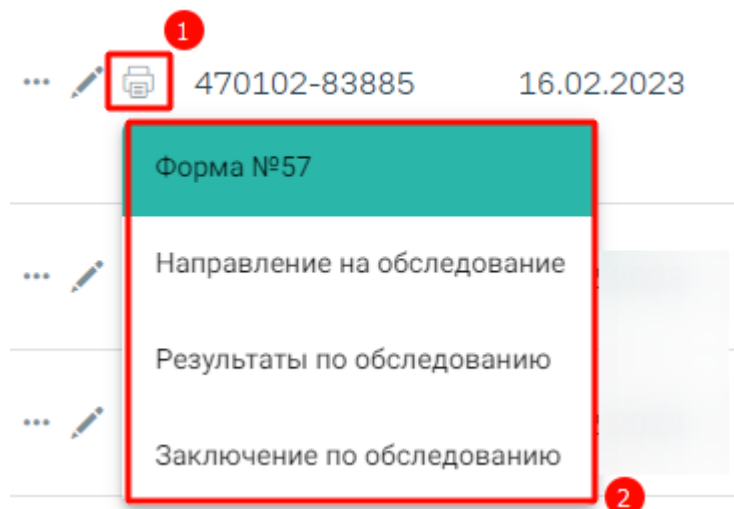 1
470102-83885 16.02.2023
Форма №57
Направление на обследование
Результаты по обследованию
Заключение по обследованию
2